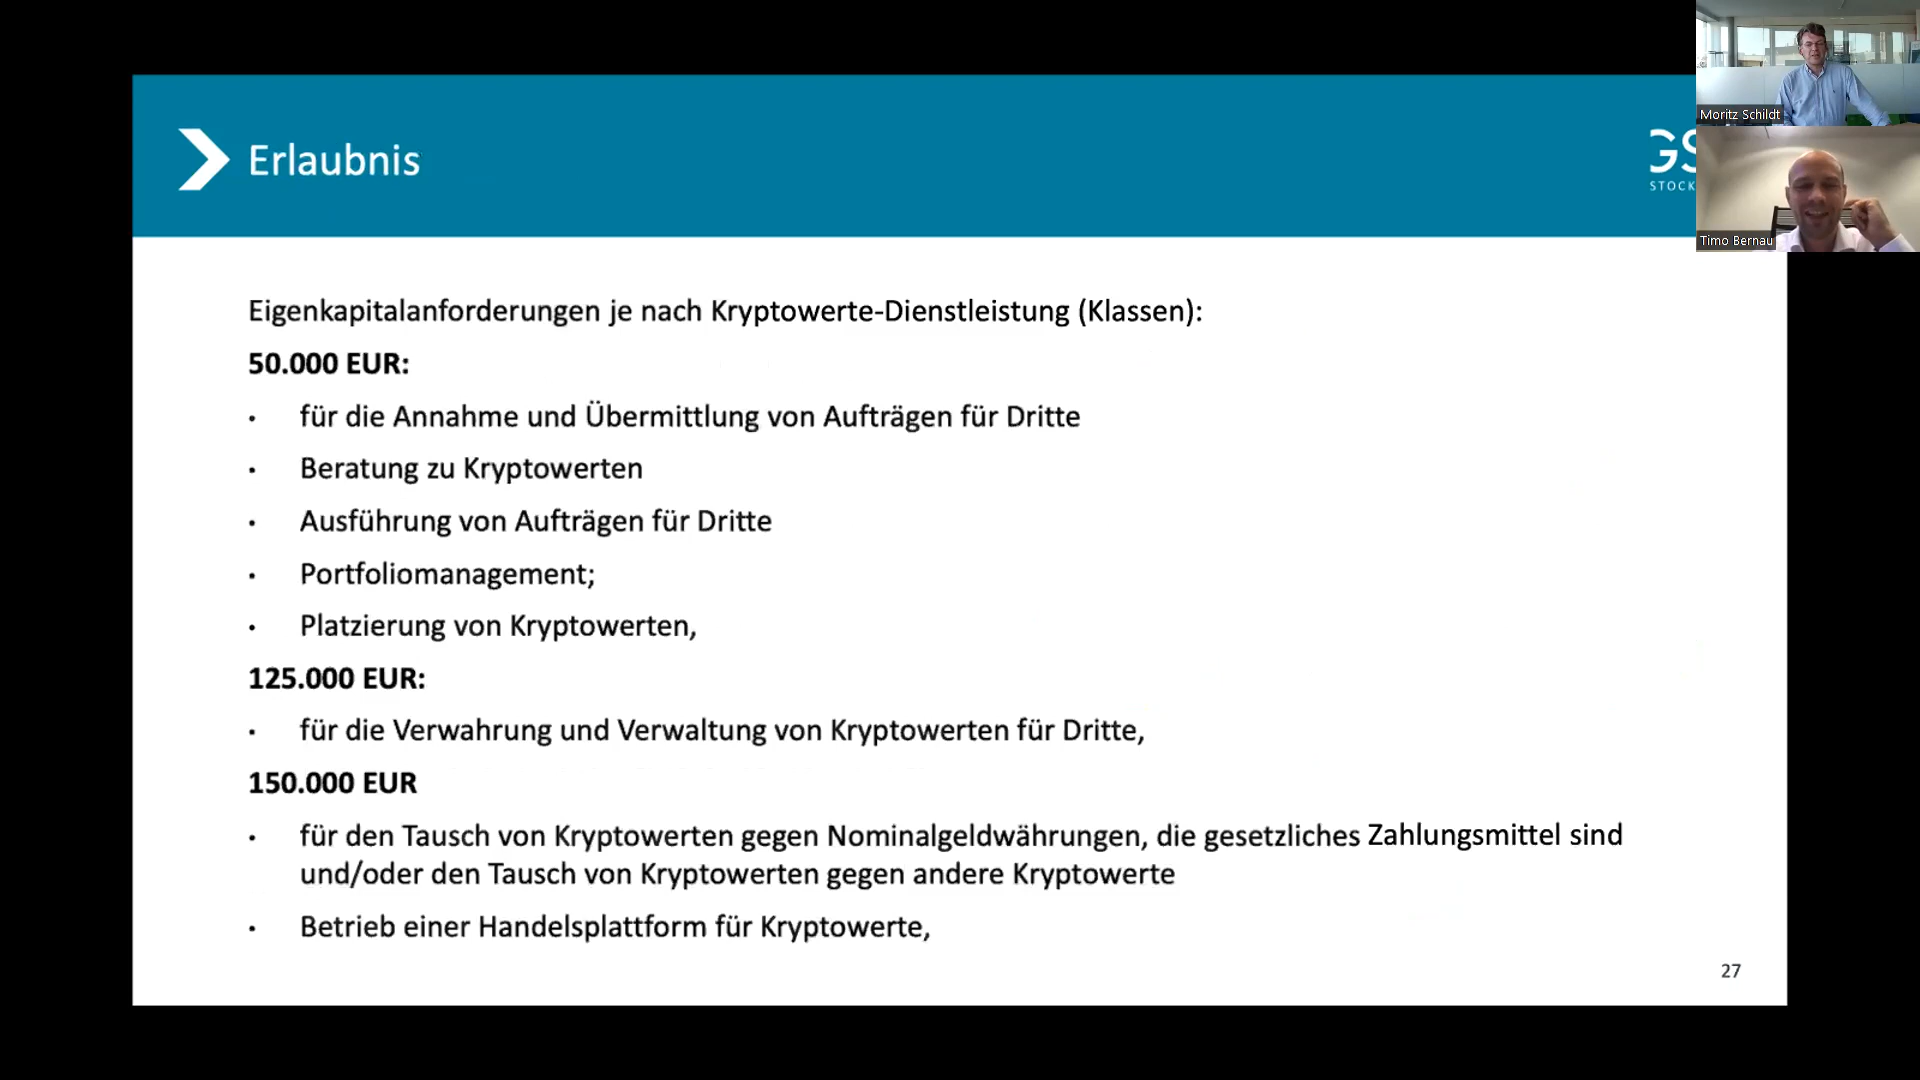 Erlaubnis
GS
STOCK
Moritz Schildt
Timo Bernau
Eigenkapitalanforderungen je nach Kryptowerte-Dienstleistung (Klassen):
50.000 EUR:
• für die Annahme und Übermittlung von Aufträgen für Dritte
• Beratung zu Kryptowerten
• Ausführung von Aufträgen für Dritte
• Portfoliomanagement;
• Platzierung von Kryptowerten,
125.000 EUR:
• für die Verwahrung und Verwaltung von Kryptowerten für Dritte,
150.000 EUR
• für den Tausch von Kryptowerten gegen Nominalgeldwährungen, die gesetzliches Zahlungsmittel sind
und/oder den Tausch von Kryptowerten gegen andere Kryptowerte
• Betrieb einer Handelsplattform für Kryptowerte,
27